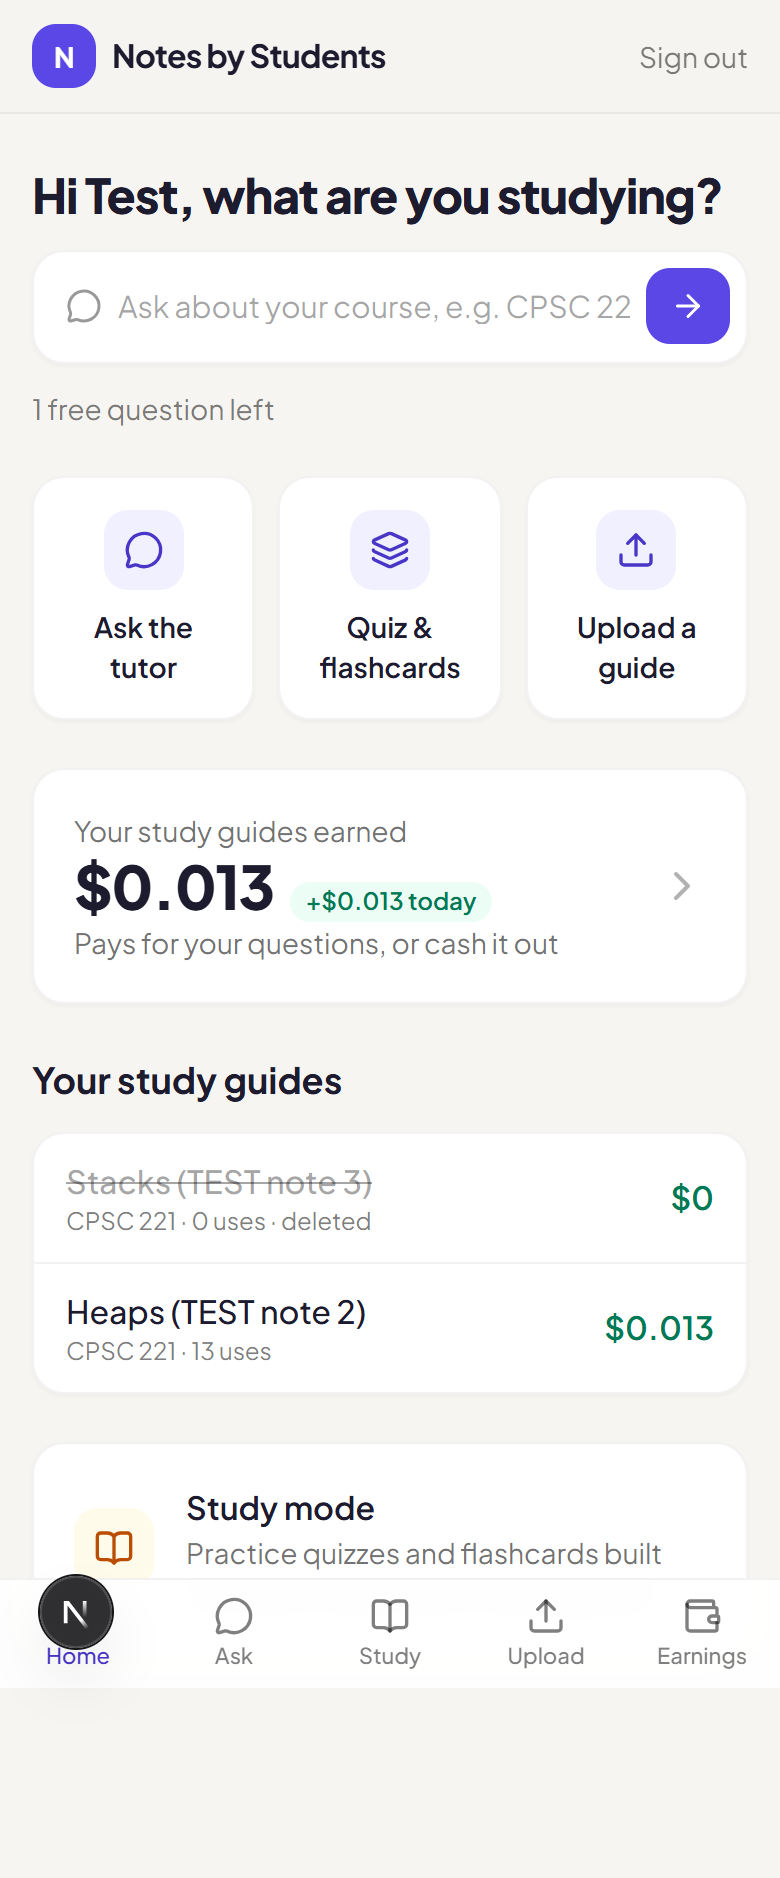 N Notes by Students Sign out
Hi Test, what are you studying?
Ask about your course, e.g. CPSC 22
1 free question left
Ask the
tutor
Quiz &
flashcards
Upload a
guide
Your study guides earned
$0.013 +$0.013 today
Pays for your questions, or cash it out
Your study guides
Stacks (TEST note 3) $0
CPSC 221 · 0 uses · deleted
Heaps (TEST note 2) $0.013
CPSC 221 · 13 uses
Study mode
Practice quizzes and flashcards built
N
Home Ask Study Upload Earnings